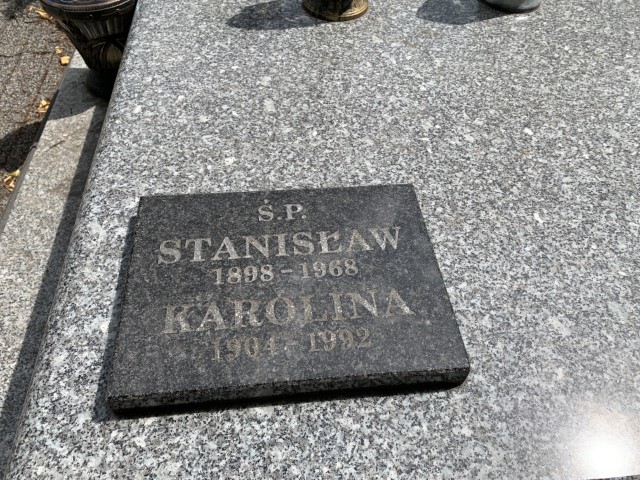 Ś.P.
STANISŁAW
1898-1968
KAROLINA
1904-1992